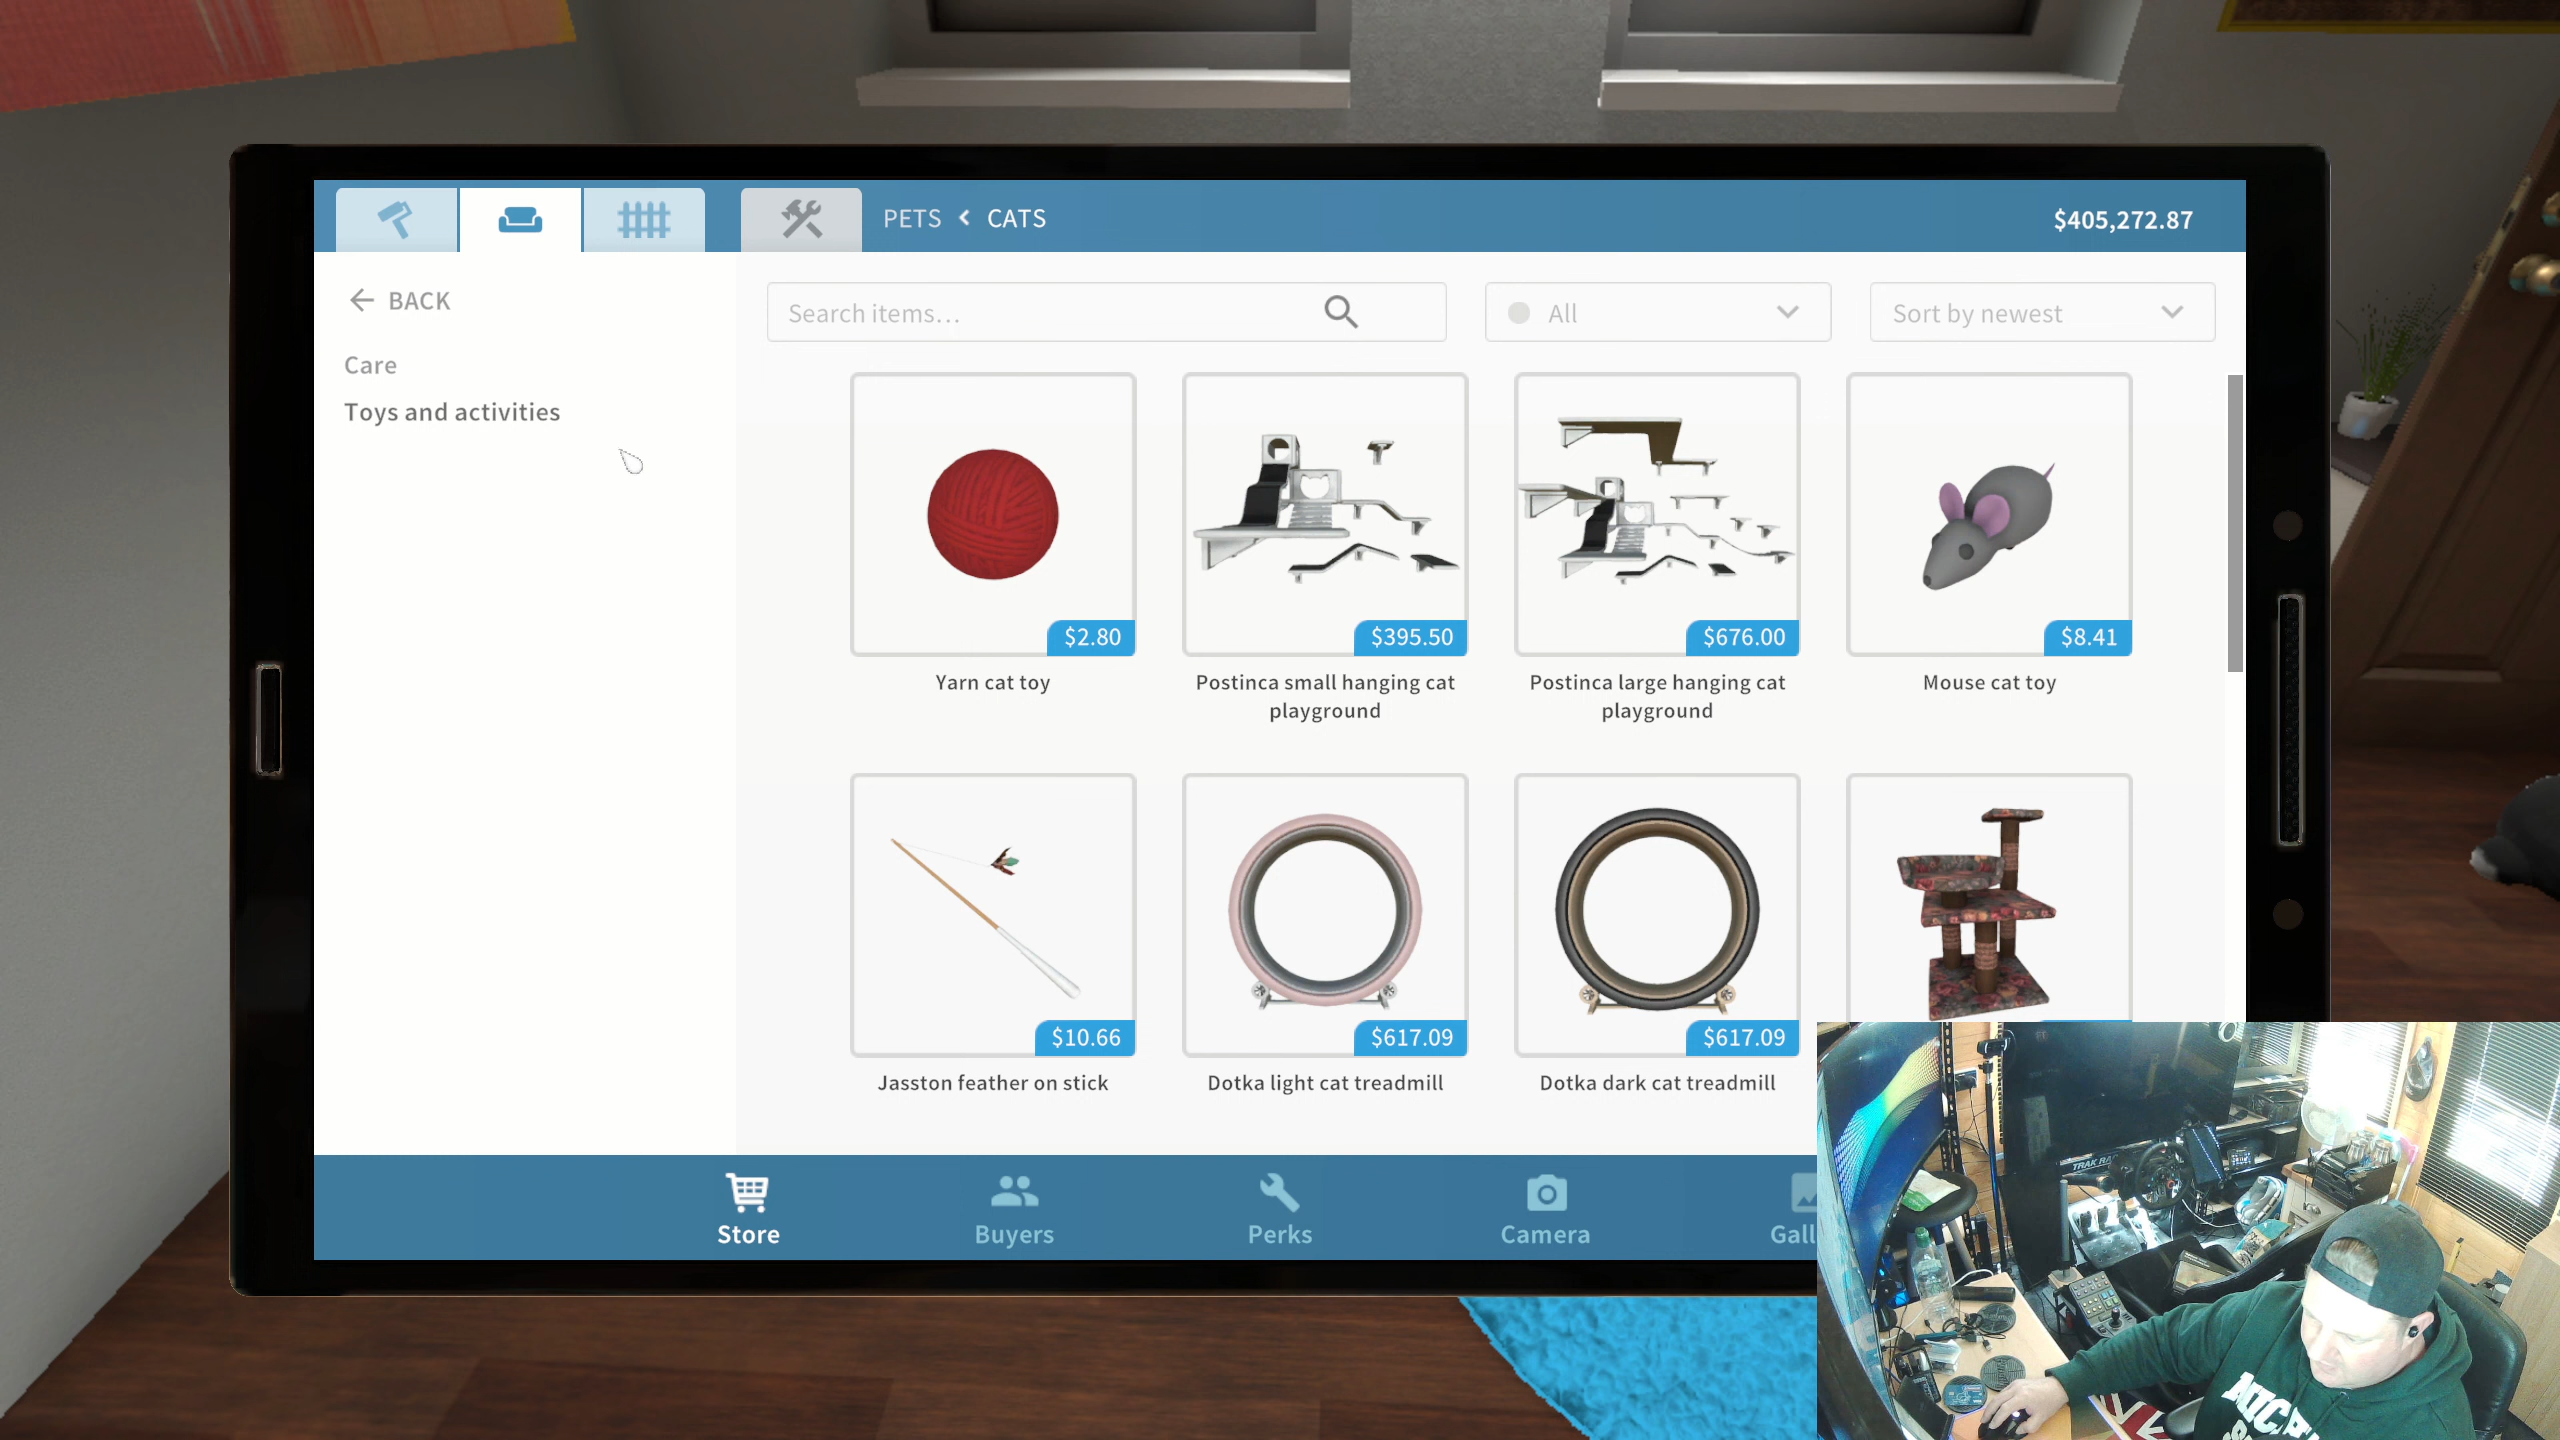 PETS < CATS
$405,272.87
BACK
Care
Toys and activities
Search items...
All
Sort by newest
$2.80
$395.50
$676.00
$8.41
Yarn cat toy
Postinca small hanging cat
playground
Postinca large hanging cat
playground
Mouse cat toy
$10.66
$617.09
$617.09
Jasston feather on stick
Dotka light cat treadmill
Dotka dark cat treadmill
Store
Buyers
Perks
Camera
Gall
TRAK RA